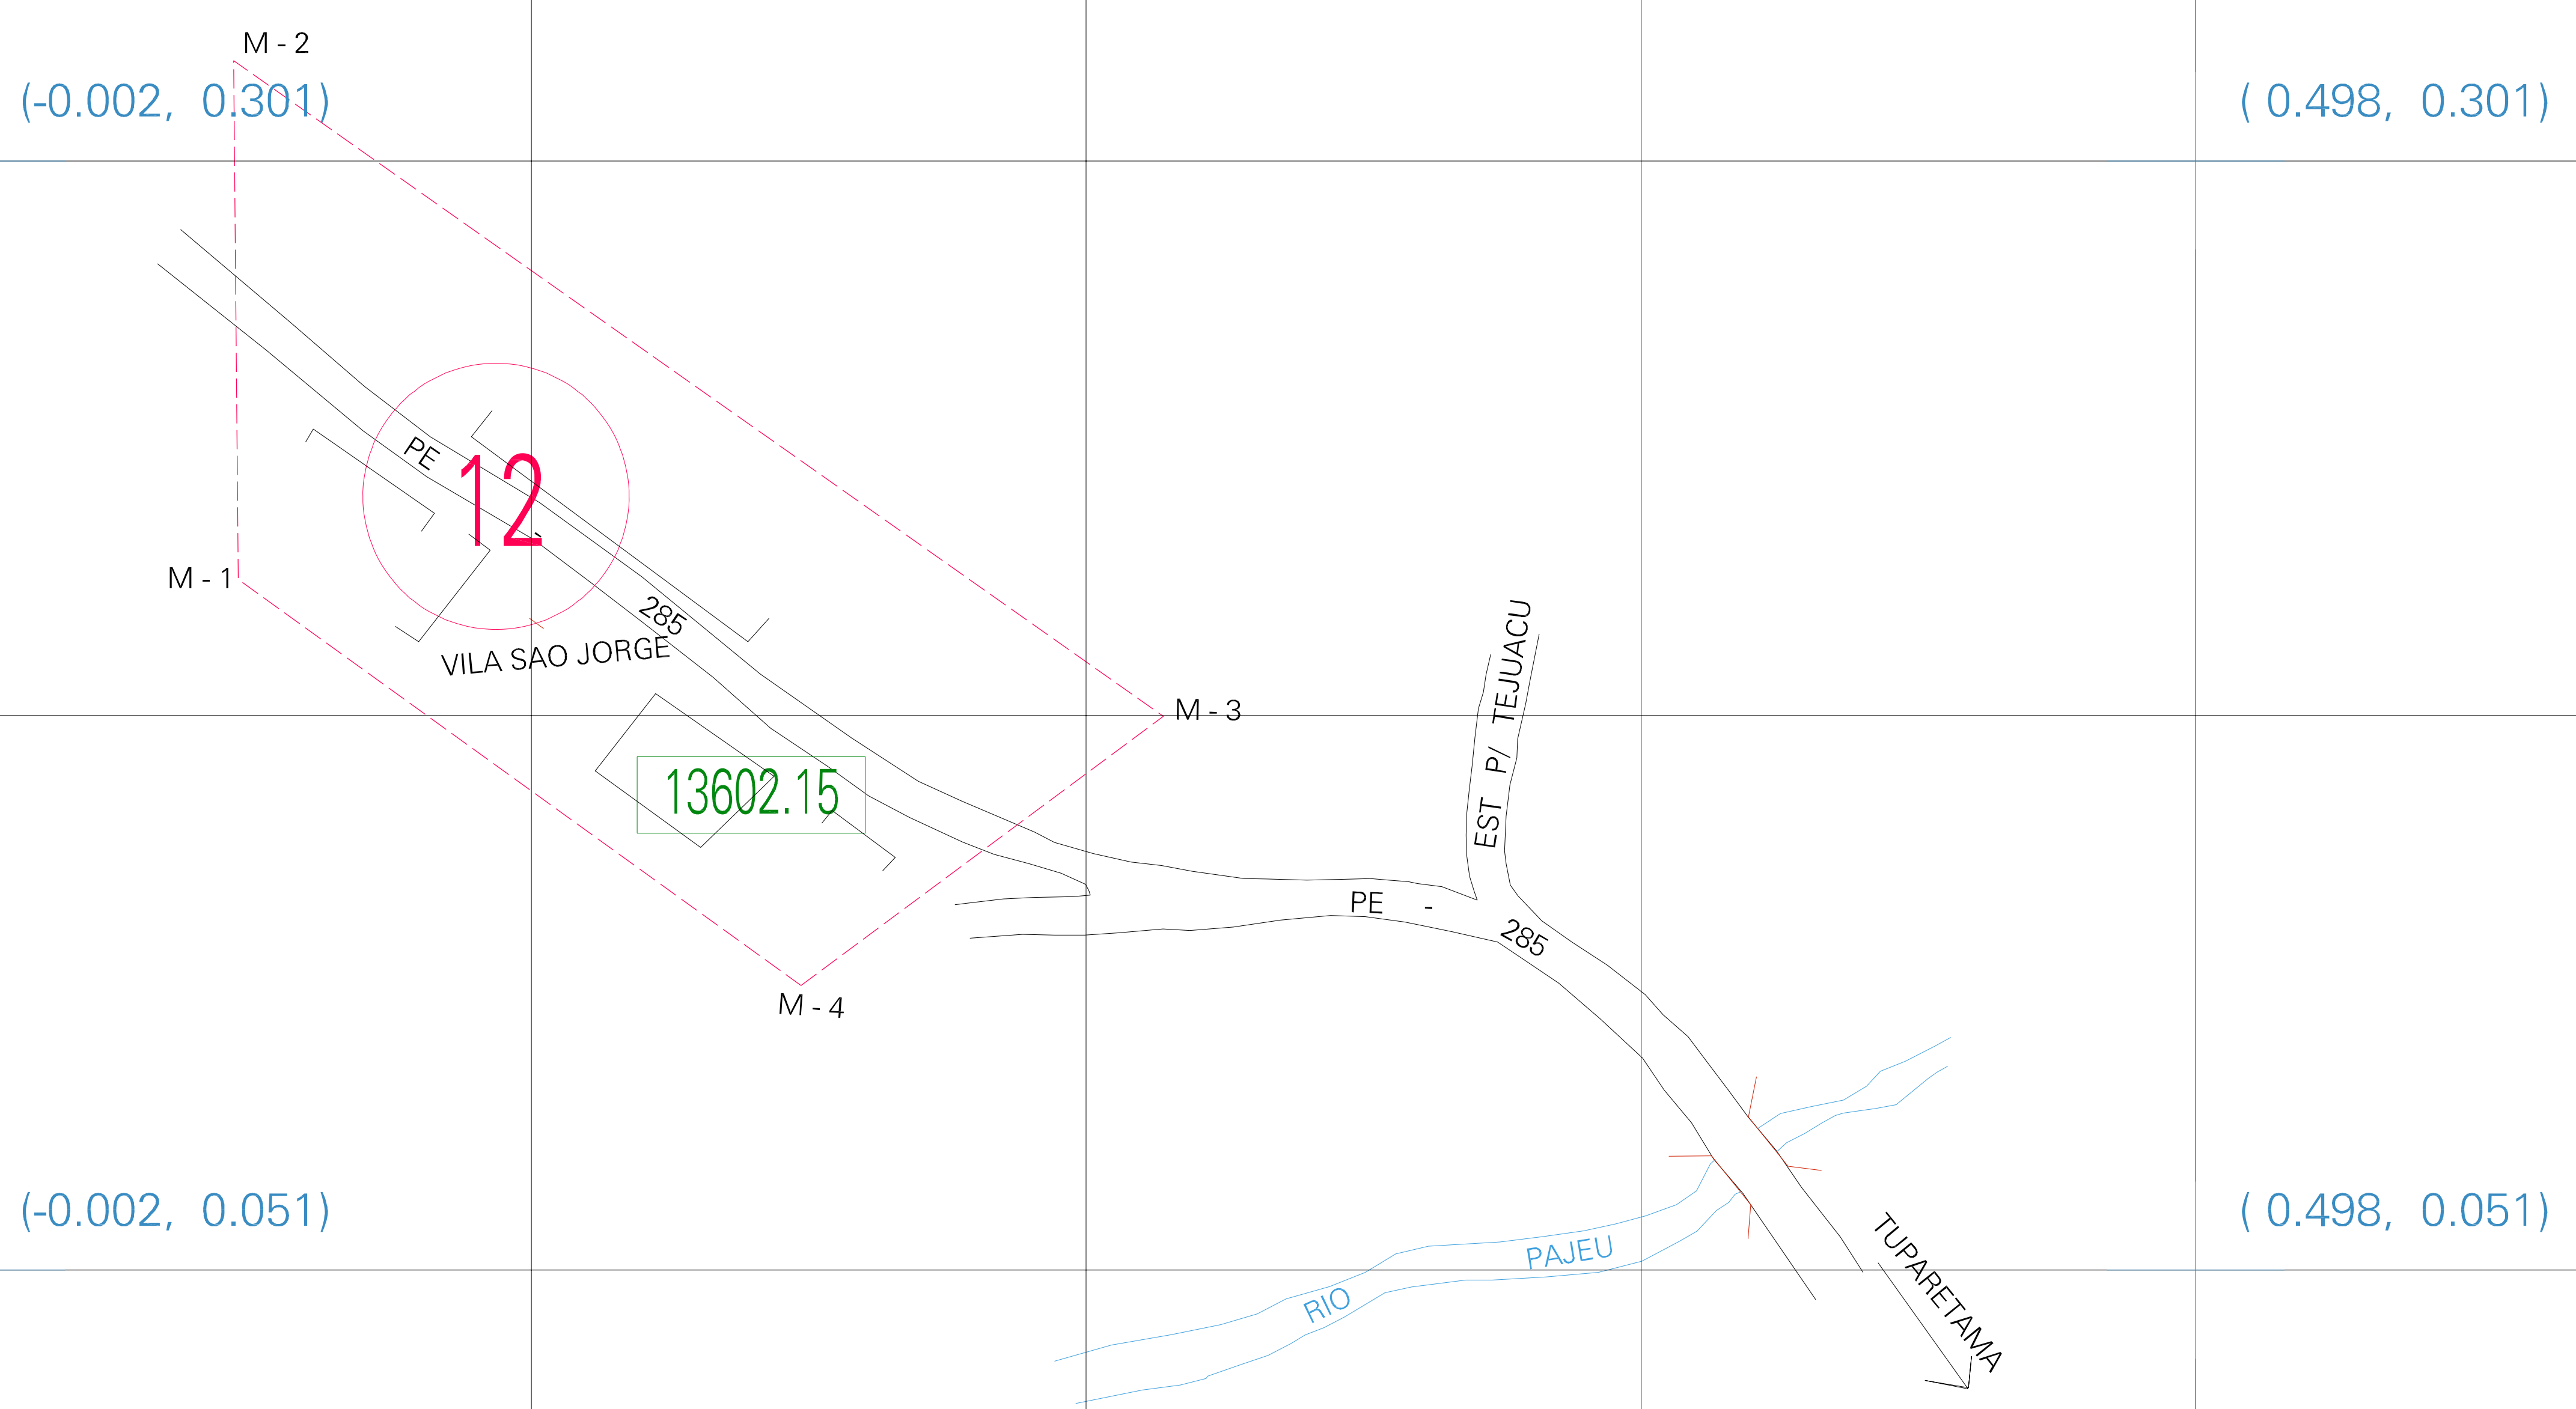 M - 2
(-0.002, 0.301)
( 0.498, 0.301)
PE
12
-
285
M - 1
VILA SAO JORGE
M - 3
EST P/ TEJUACU
13602.15
PE -
285
M - 4
(-0.002, 0.051)
( 0.498, 0.051)
RIO PAJEU
TUPARETAMA